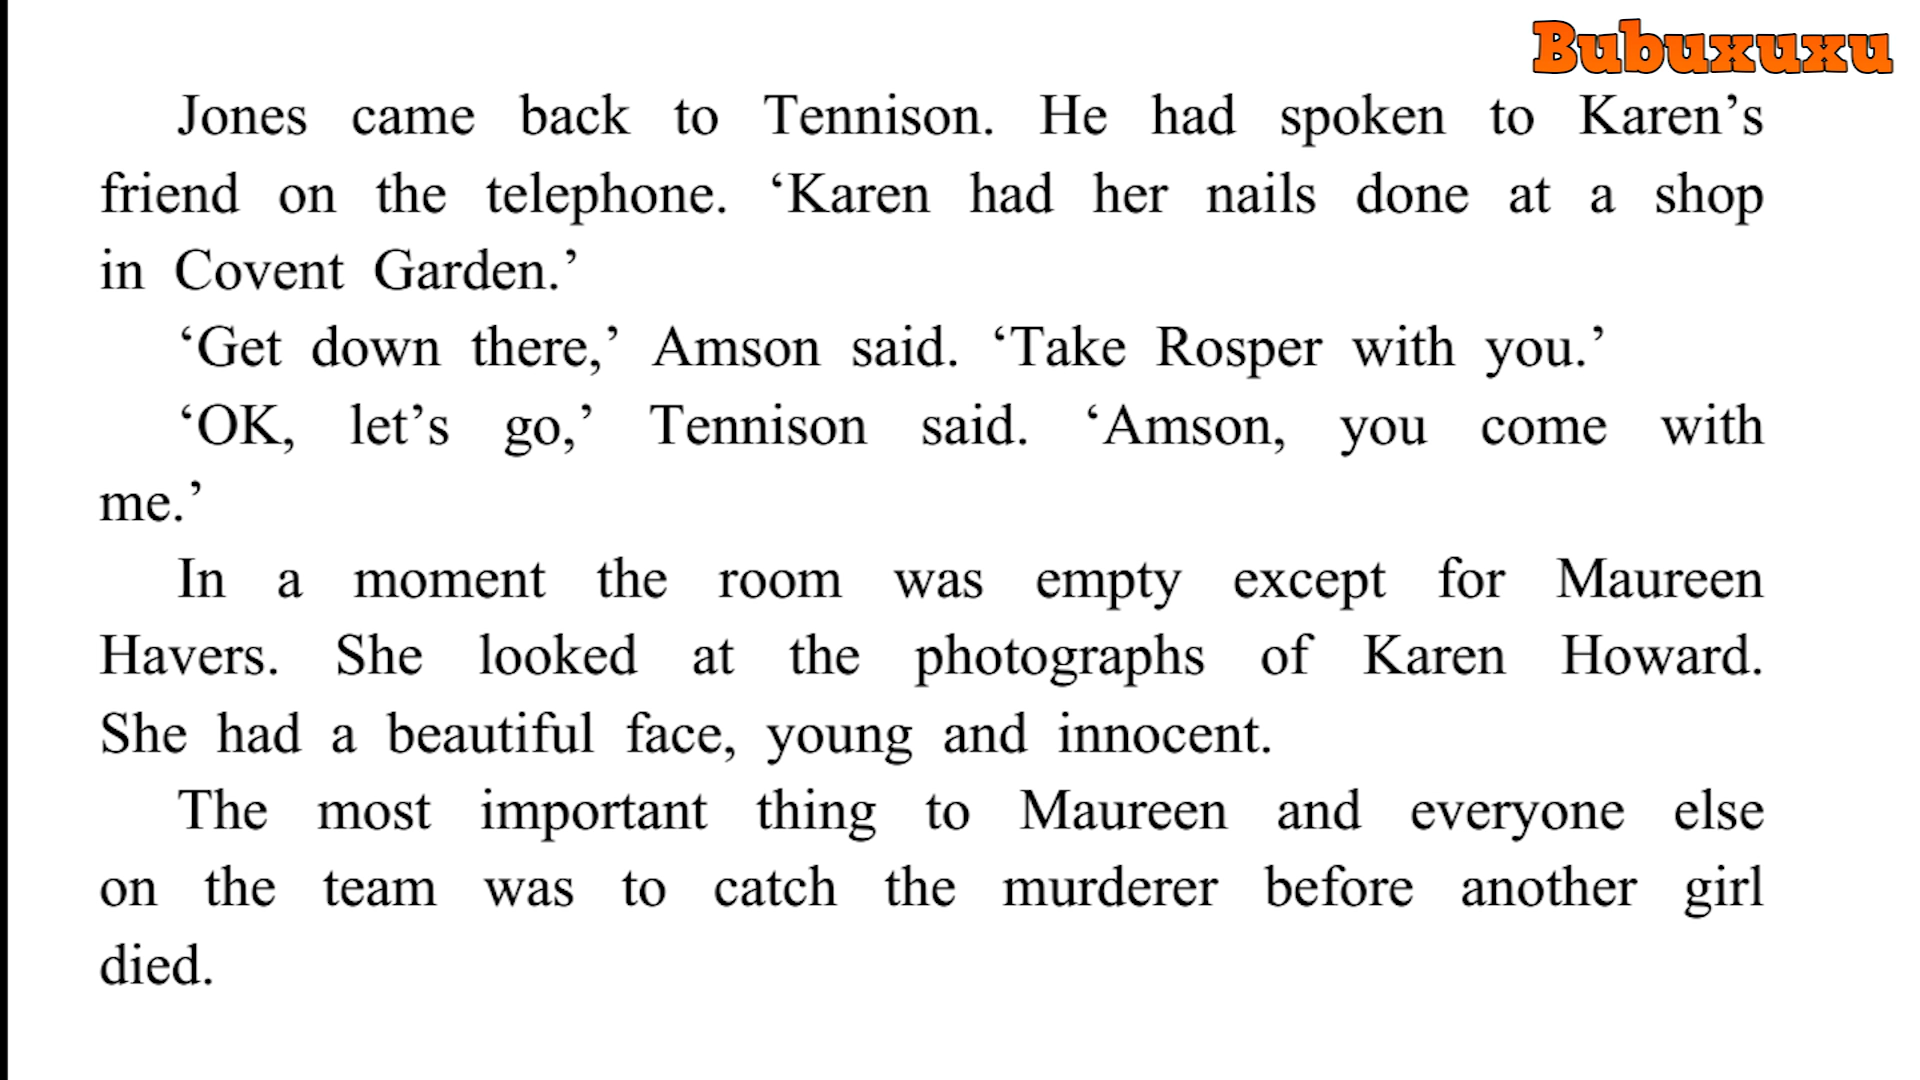 Bubuxuxu
Jones came back to Tennison. He had spoken to Karen’s
friend on the telephone. ‘Karen had her nails done at a shop
in Covent Garden.’
‘Get down there,’ Amson said. ‘Take Rosper with you.’
‘OK, let’s go,’ Tennison said. ‘Amson, you come with
me.’
In a moment the room was empty except for Maureen
Havers. She looked at the photographs of Karen Howard.
She had a beautiful face, young and innocent.
The most important thing to Maureen and everyone else
on the team was to catch the murderer before another girl
died.